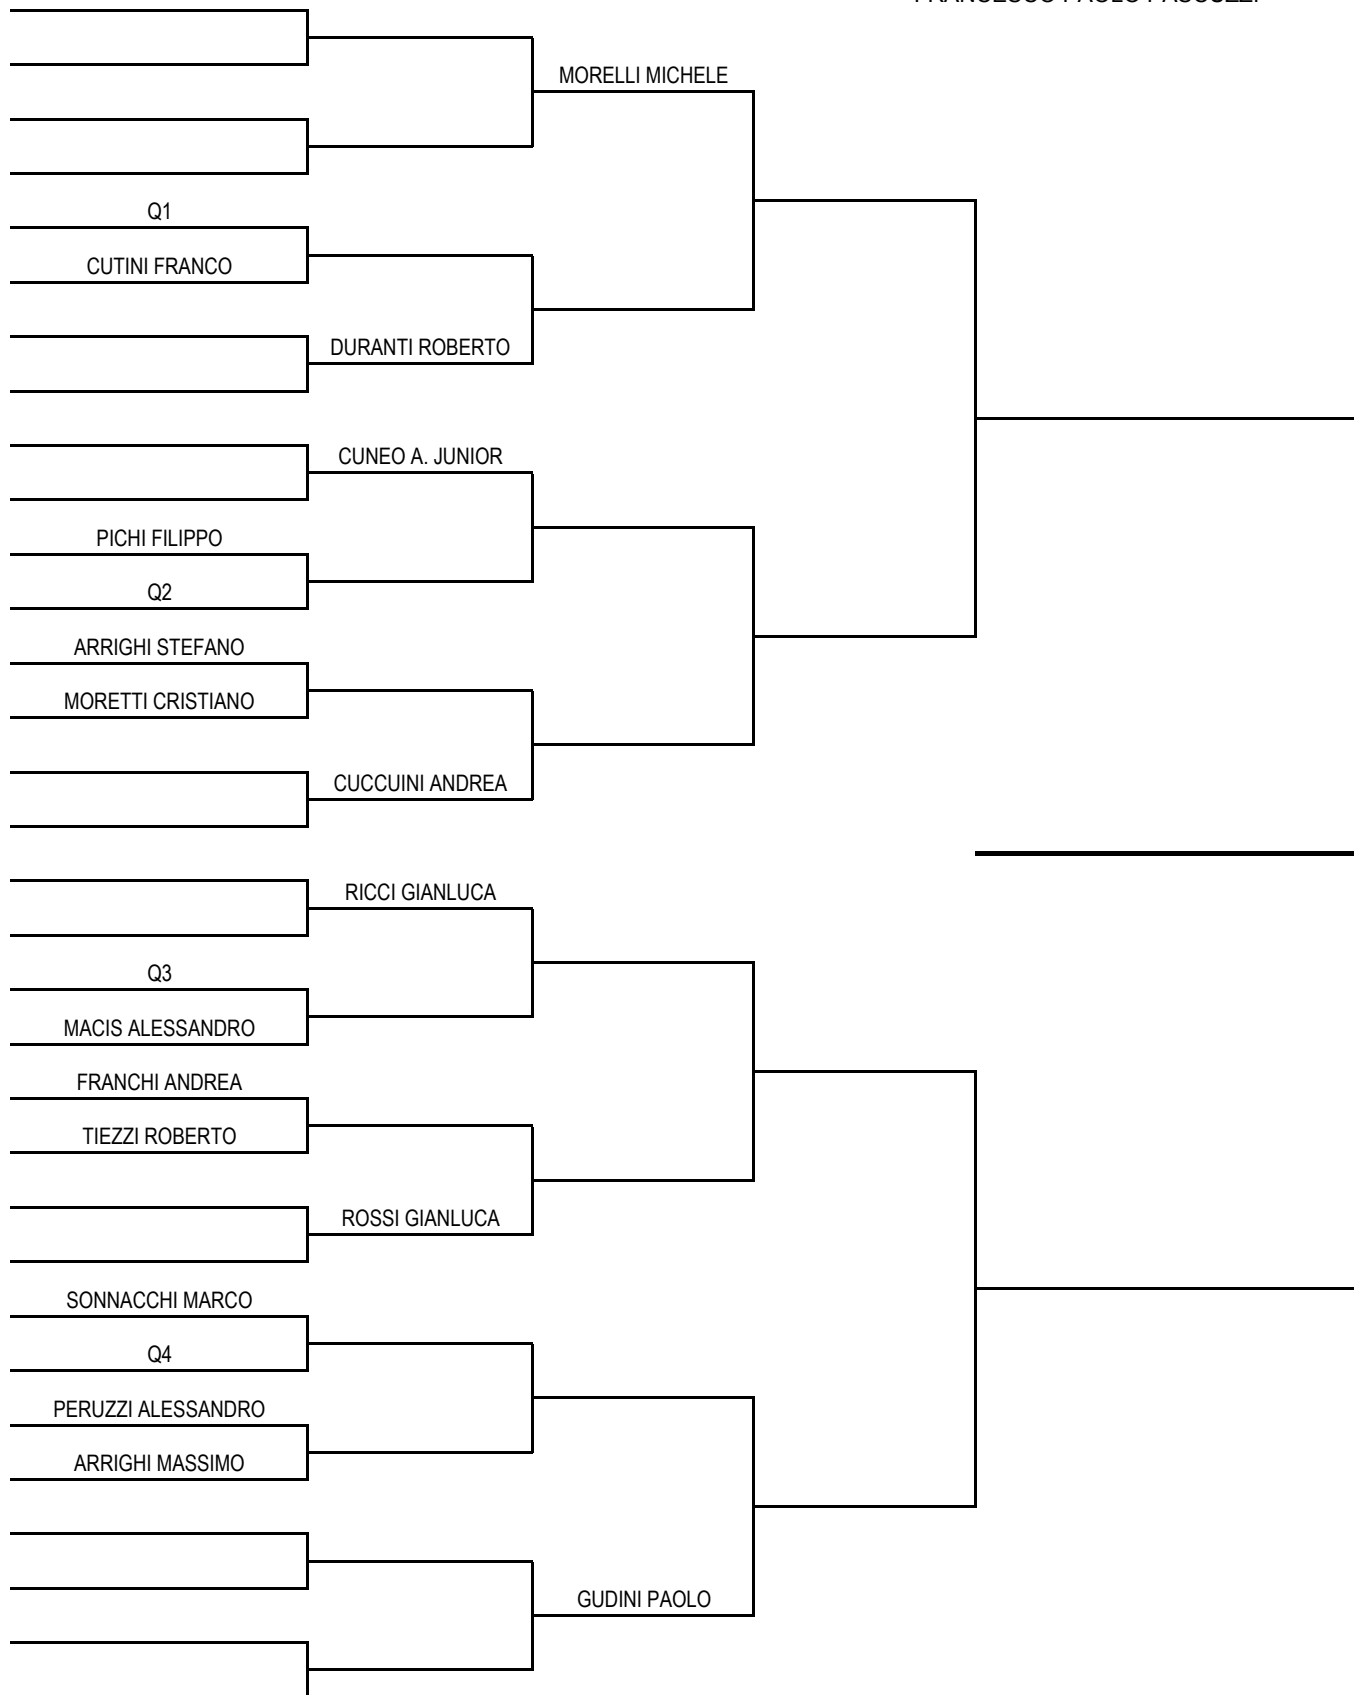 MORELLI MICHELE
Q1
CUTINI FRANCO
DURANTI ROBERTO
CUNEO A. JUNIOR
PICHI FILIPPO
Q2
ARRIGHI STEFANO
MORETTI CRISTIANO
CUCCUINI ANDREA
RICCI GIANLUCA
Q3
MACIS ALESSANDRO
FRANCHI ANDREA
TIEZZI ROBERTO
ROSSI GIANLUCA
SONNACCHI MARCO
Q4
PERUZZI ALESSANDRO
ARRIGHI MASSIMO
GUDINI PAOLO